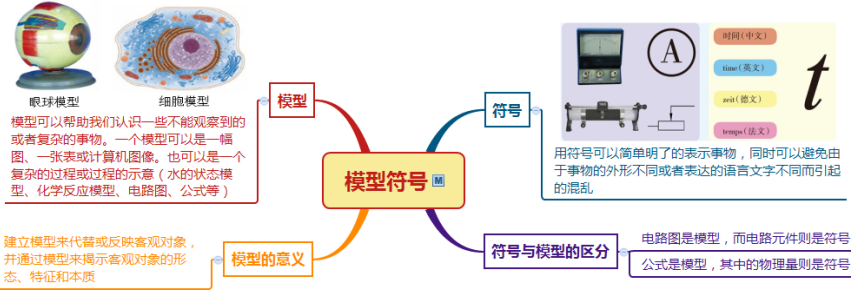 眼球模型
细胞模型
模型
模型可以帮助我们认识一些不能观察到的
或者复杂的事物。一个模型可以是一幅
图、一张表或计算机图像。也可以是一个
复杂的过程或过程的示意（水的状态模
型、化学反应模型、电路图、公式等）
模型的意义
建立模型来代替或反映客观对象，
并通过模型来揭示客观对象的形
态、特征和本质
模型符号
M
符号
A
时间(中文)
time(英文)
zeit(德文)
temps(法文)
t
用符号可以简单明了的表示事物，同时可以避免由
于事物的外形不同或者表达的语言文字不同而引起
的混乱
符号与模型的区分
电路图是模型，而电路元件则是符号
公式是模型，其中的物理量则是符号